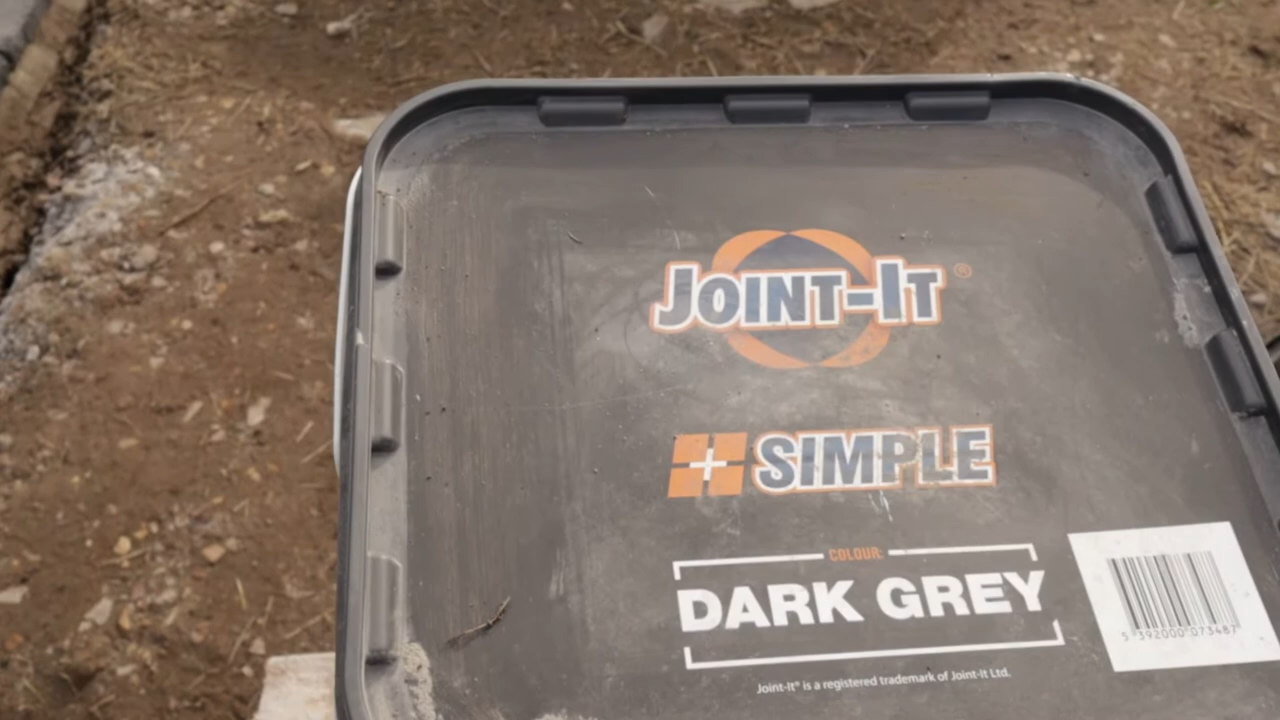 JOINT-IT®
SIMPLE
COLOUR:
DARK GREY
5 392000 073487
Joint-It® is a registered trademark of Joint-It Ltd.